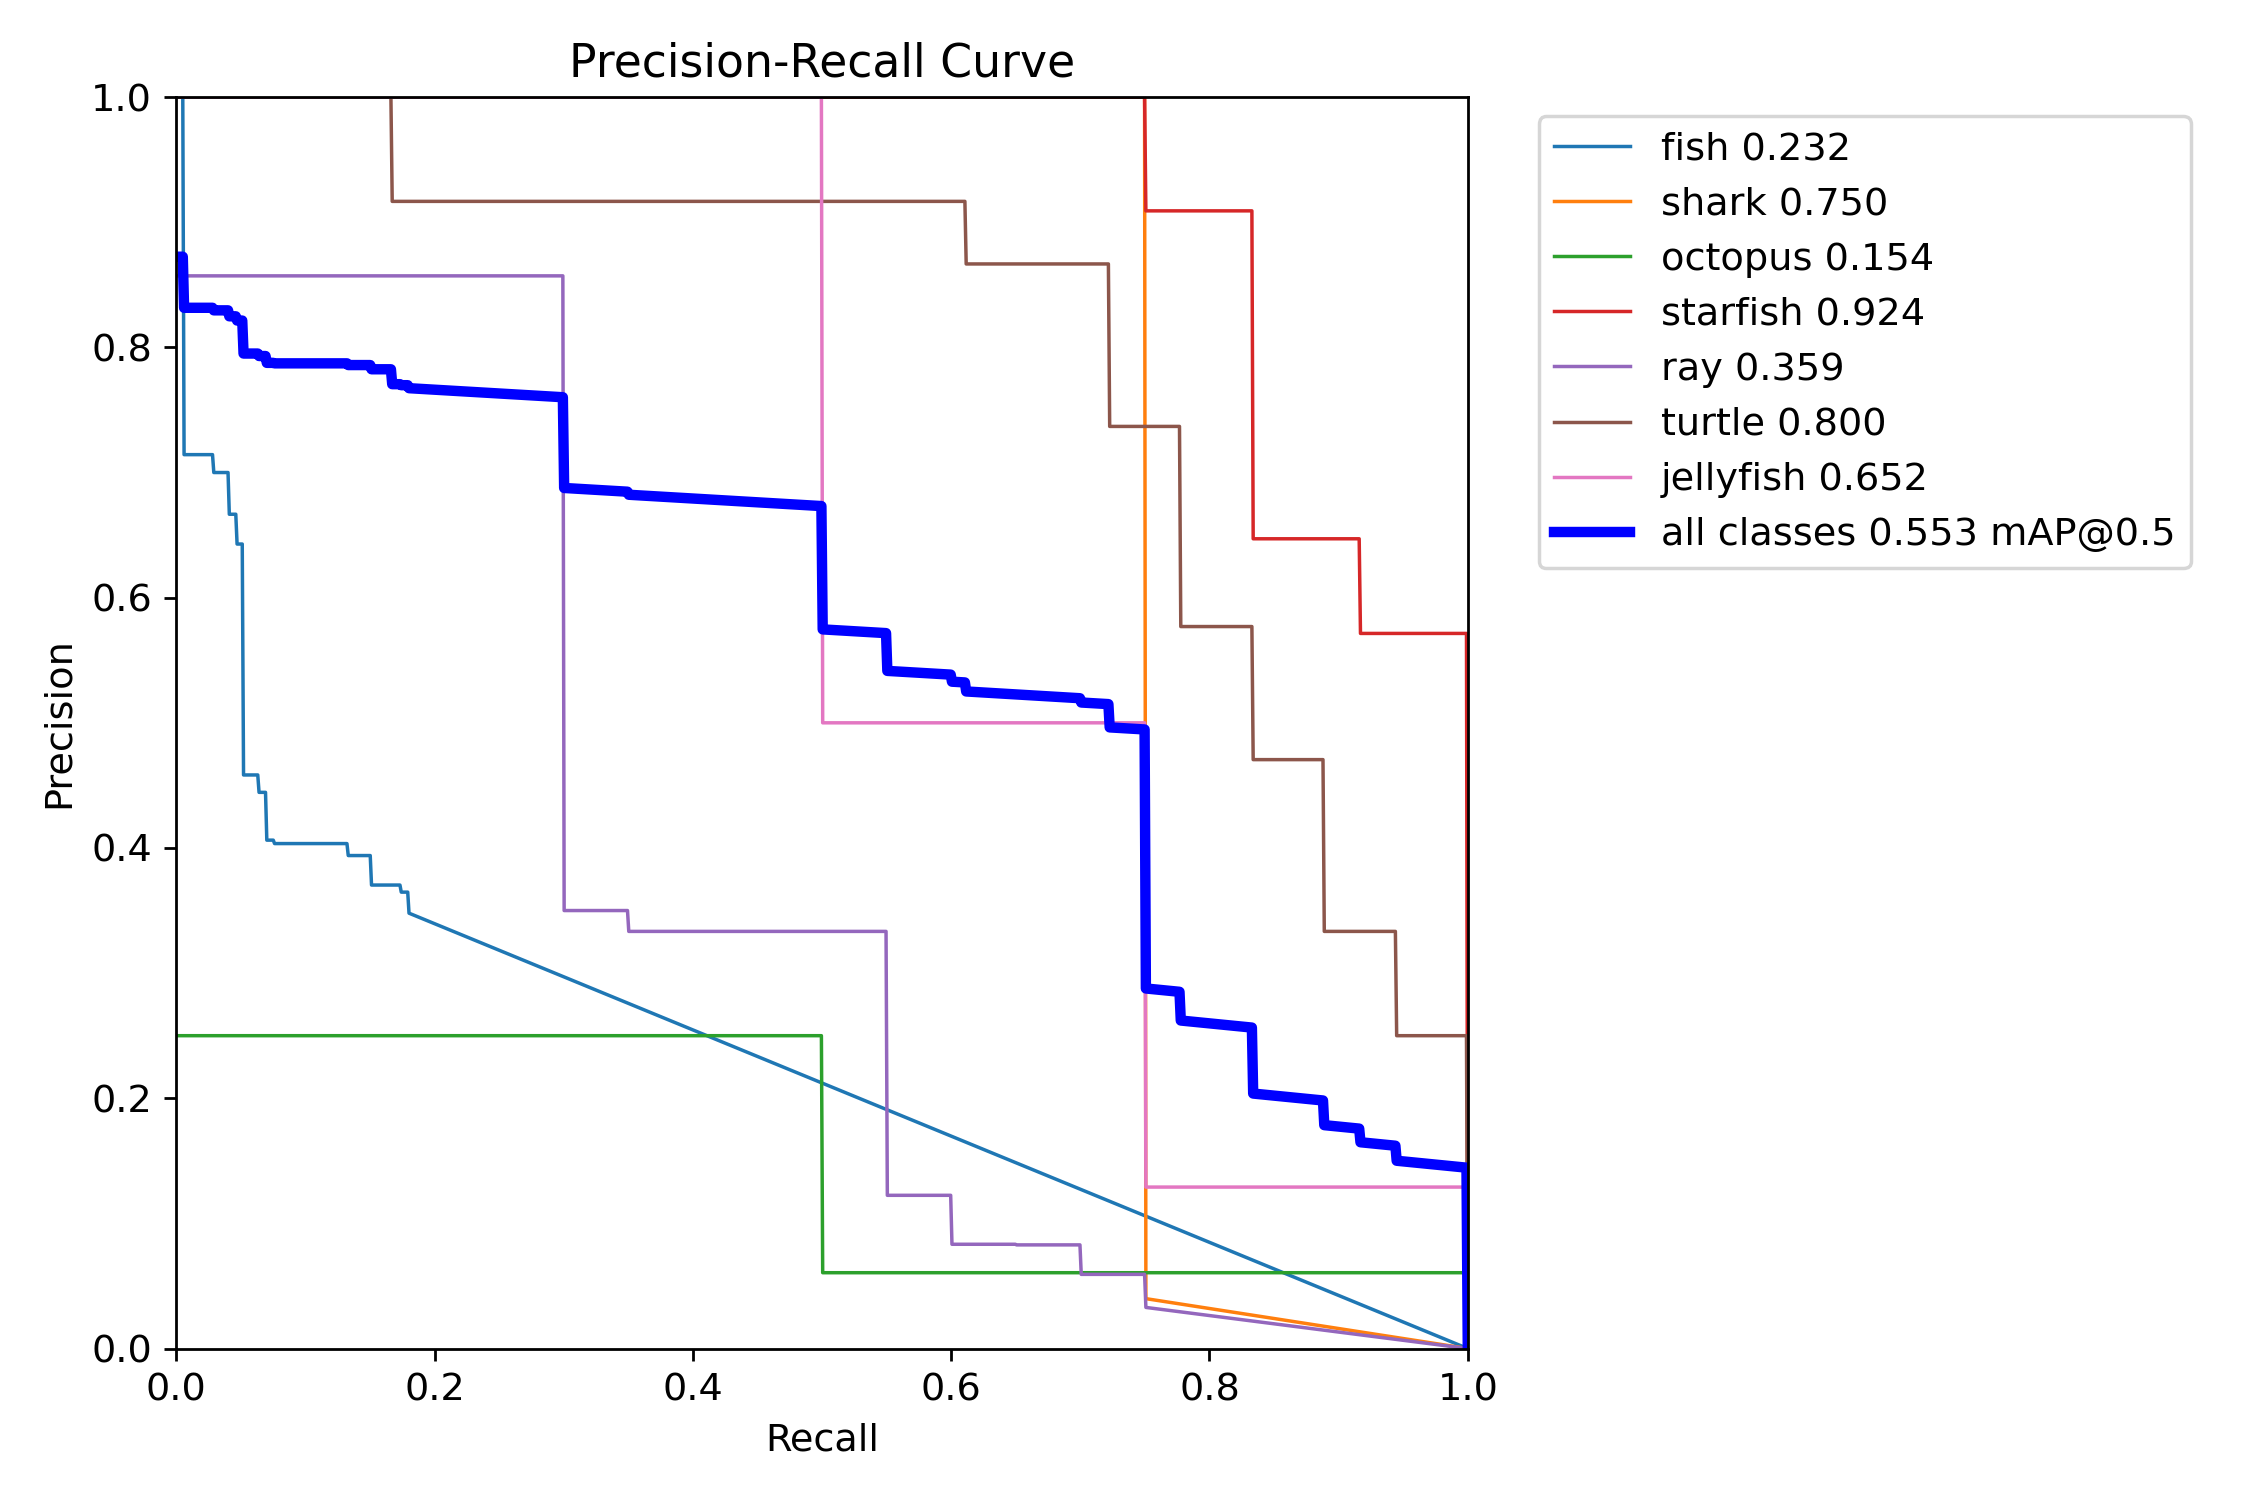 Precision-Recall Curve
1.0
0.8
0.6
0.4
0.2
0.0
Precision
0.0 0.2 0.4 0.6 0.8 1.0
Recall
fish 0.232
shark 0.750
octopus 0.154
starfish 0.924
ray 0.359
turtle 0.800
jellyfish 0.652
all classes 0.553 mAP@0.5